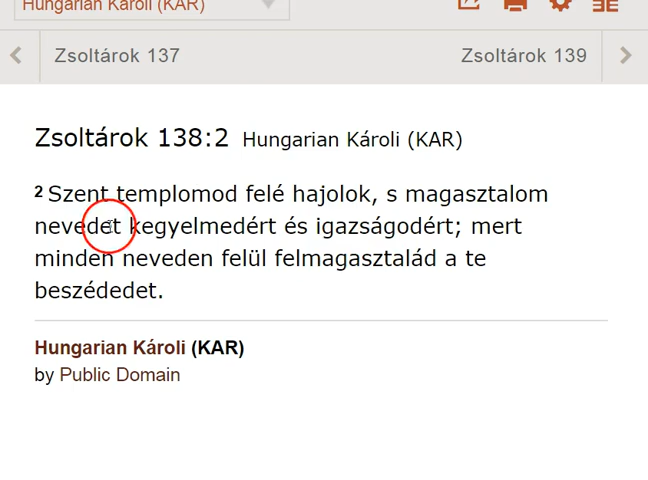 Hungarian Károli (KAR)
Zsoltárok 137
Zsoltárok 139
Zsoltárok 138:2 Hungarian Károli (KAR)
2 Szent templomod felé hajolok, s magasztalom
nevedet kegyelmedért és igazságodért; mert
minden neveden felül felmagasztalád a te
beszédedet.
Hungarian Károli (KAR)
by Public Domain